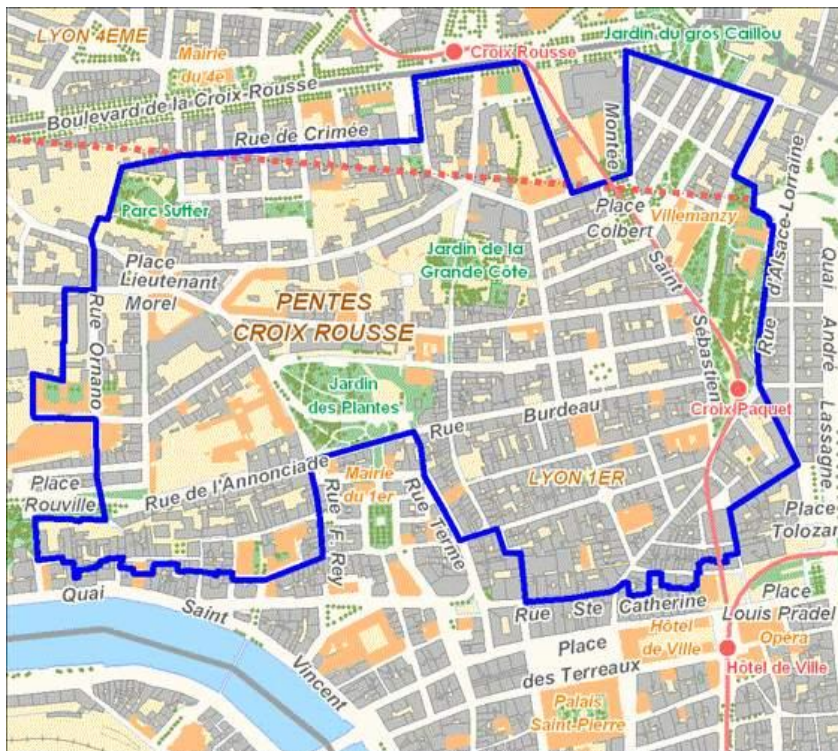 LYON 4EME
Mairie
du 4e
Croix Rousse
Jardin du gros Caillou
Boulevard de la Croix-Rousse
Rue de Crimée
Montée
Parc Sutter
Place
Colbert
Villemanzy
Rue d'Alsace-Lorraine
Place
Lieutenant
Morel
Jardin de la
Grande Côte
Saint
Sébastien
Quai André Lassagne
PENTES
CROIX ROUSSE
Rue Ornano
Jardin
des Plantes
Croix Paquet
Rue Burdeau
Place
Rouville
Rue de l'Annonciade
Mairie
du 1er
LYON 1ER
Rue Terme
Rue F. Rey
Place
Tolozan
Quai Saint Vincent
Rue Ste Catherine
Place
Louis Pradel
Place
des Terreaux
Hôtel
de Ville
Opéra
Hôtel de Ville
Palais
Saint-Pierre